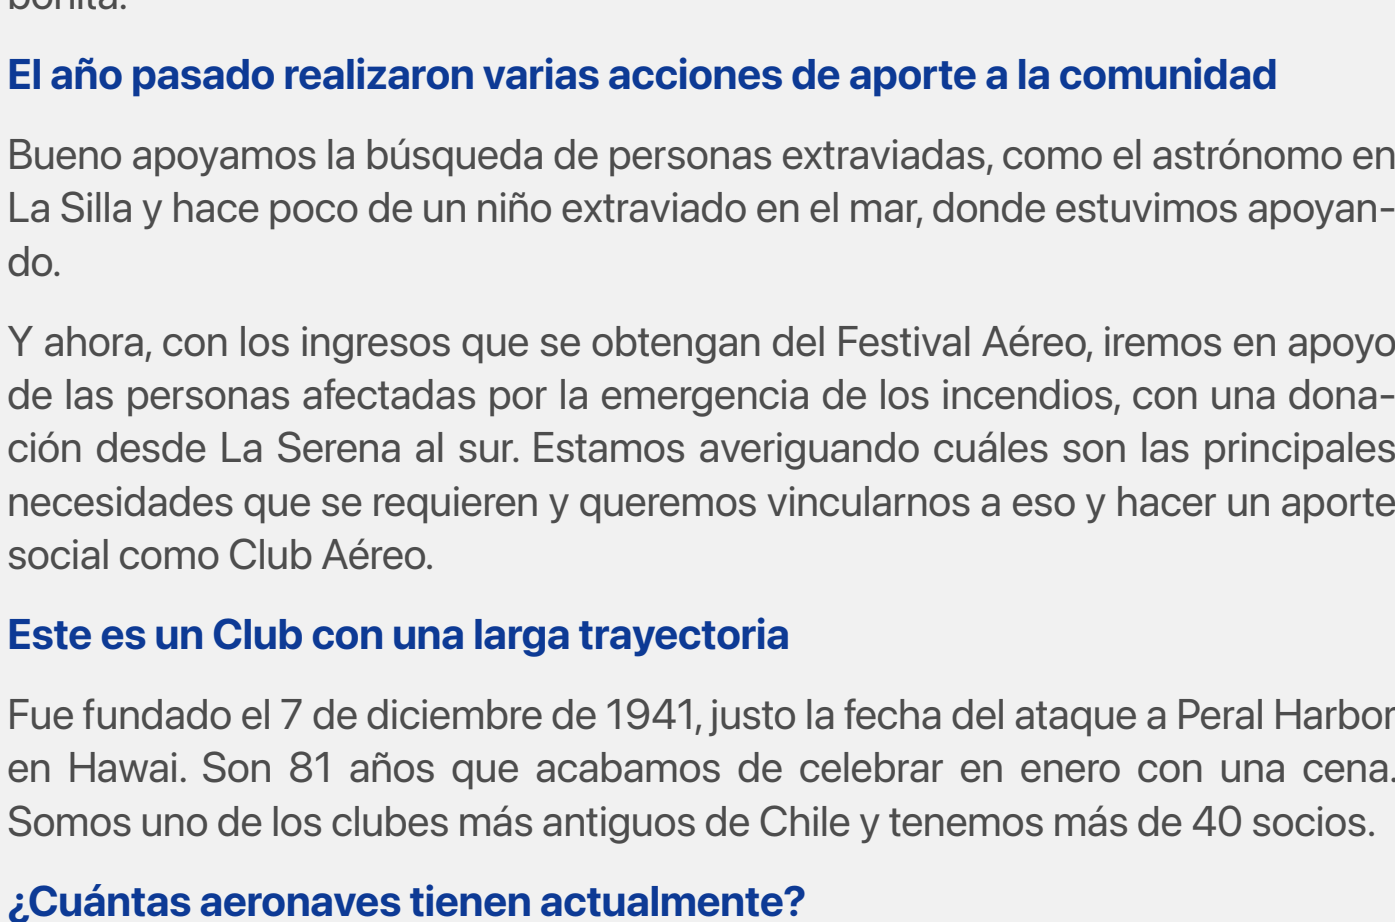 bonita.
El año pasado realizaron varias acciones de aporte a la comunidad
Bueno apoyamos la búsqueda de personas extraviadas, como el astrónomo en
La Silla y hace poco de un niño extraviado en el mar, donde estuvimos apoyan-
do.
Y ahora, con los ingresos que se obtengan del Festival Aéreo, iremos en apoyo
de las personas afectadas por la emergencia de los incendios, con una dona-
ción desde La Serena al sur. Estamos averiguando cuáles son las principales
necesidades que se requieren y queremos vincularnos a eso y hacer un aporte
social como Club Aéreo.
Este es un Club con una larga trayectoria
Fue fundado el 7 de diciembre de 1941, justo la fecha del ataque a Peral Harbor
en Hawai. Son 81 años que acabamos de celebrar en enero con una cena.
Somos uno de los clubes más antiguos de Chile y tenemos más de 40 socios.
¿Cuántas aeronaves tienen actualmente?